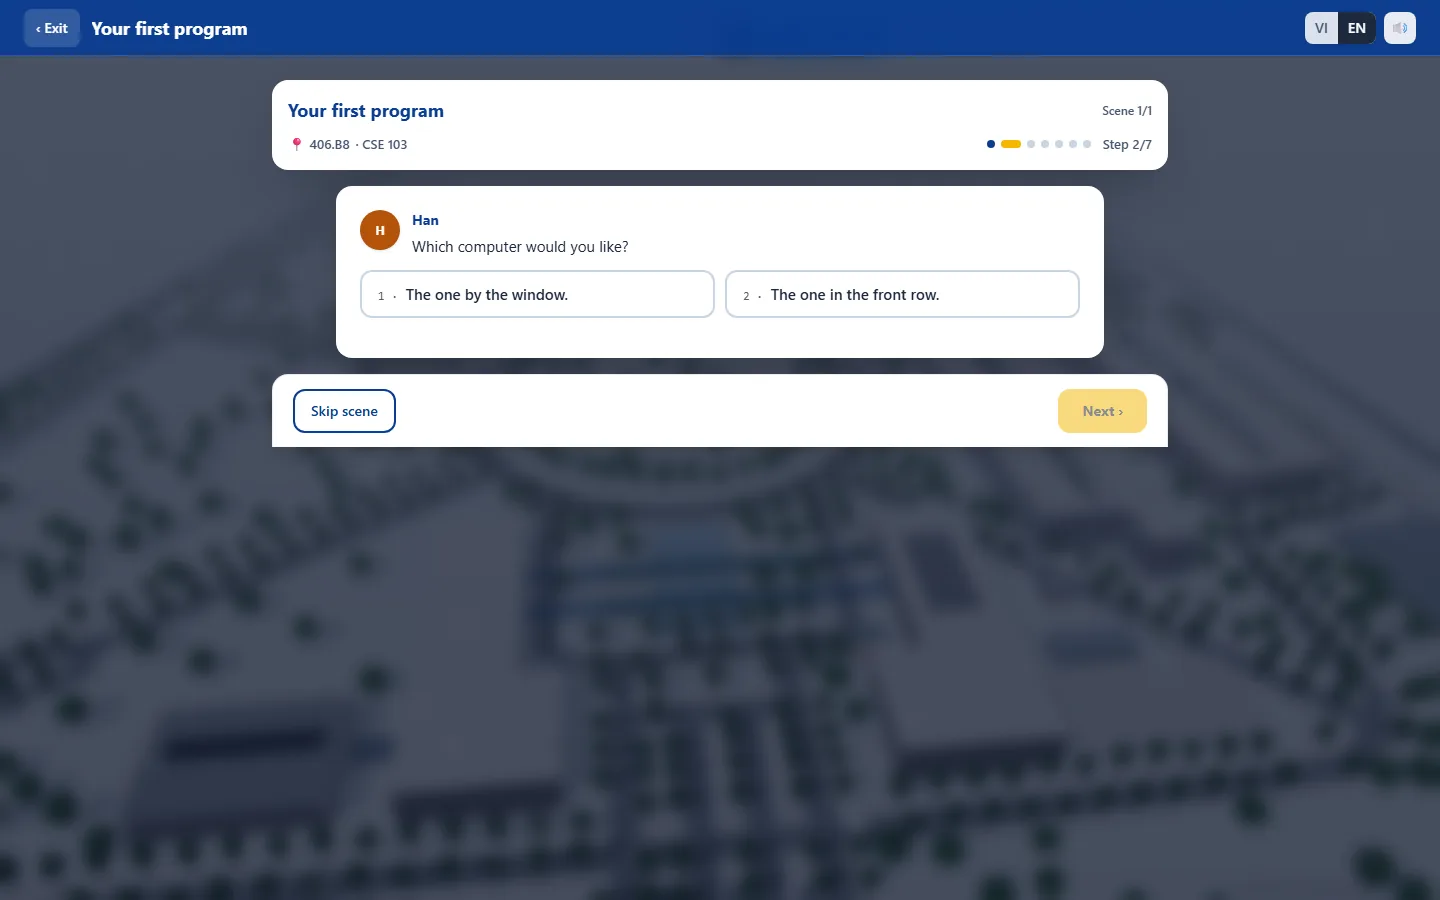 ‹ Exit
Your first program
VI
EN
Your first program
Scene 1/1
406.B8 · CSE 103
Step 2/7
H
Han
Which computer would you like?
1 · The one by the window.
2 · The one in the front row.
Skip scene
Next ›